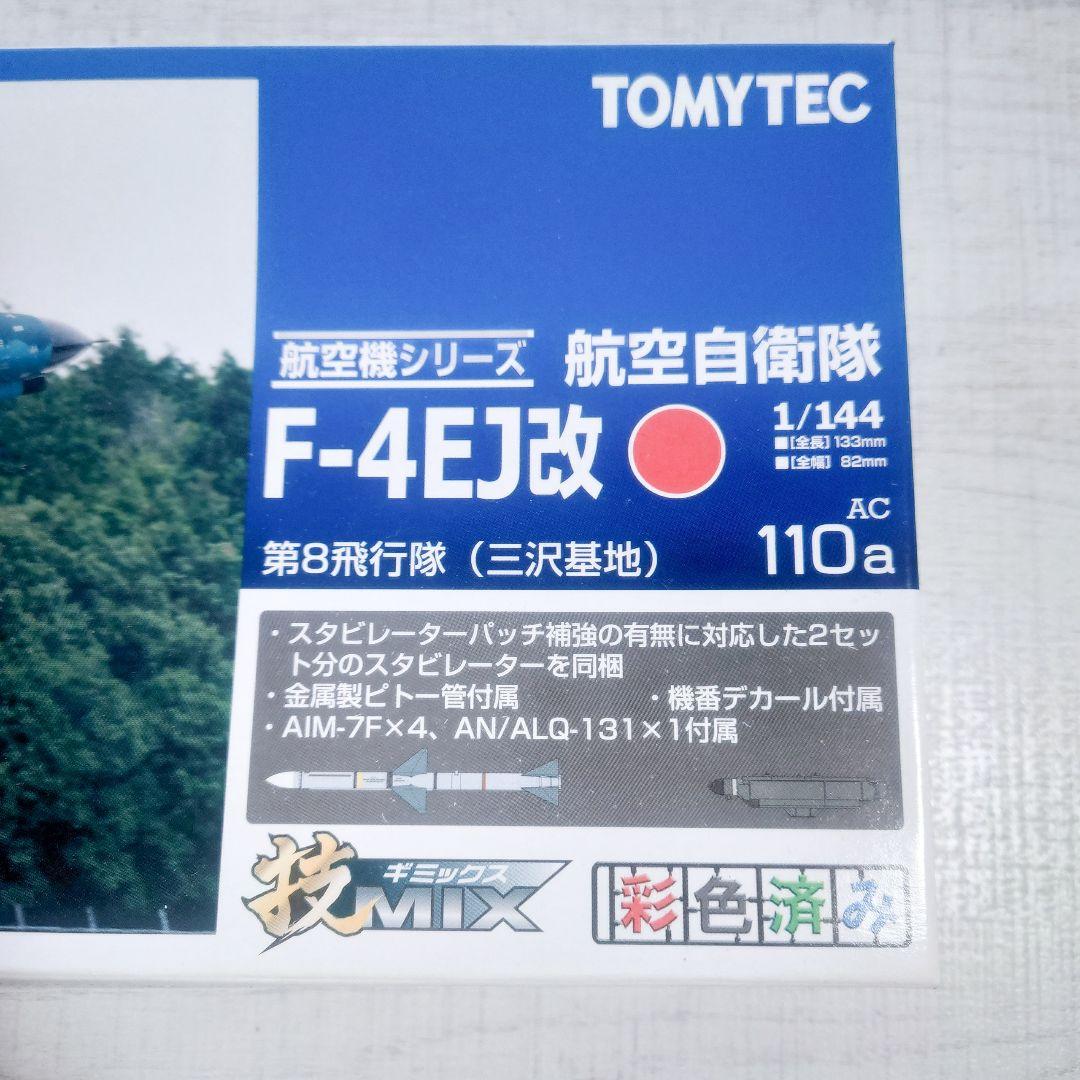 TOMYTEC
航空機シリーズ 航空自衛隊
F-4EJ改
1/144
■[全長]133mm
■[全幅] 82mm
AC
110a
第8飛行隊（三沢基地）
・スタビレーターパッチ補強の有無に対応した2セッ
ト分のスタビレーターを同梱
・金属製ピトー管付属 ・機番デカール付属
・AIM-7F×4、AN/ALQ-131×1付属
技MIX
ギミックス
彩色済み